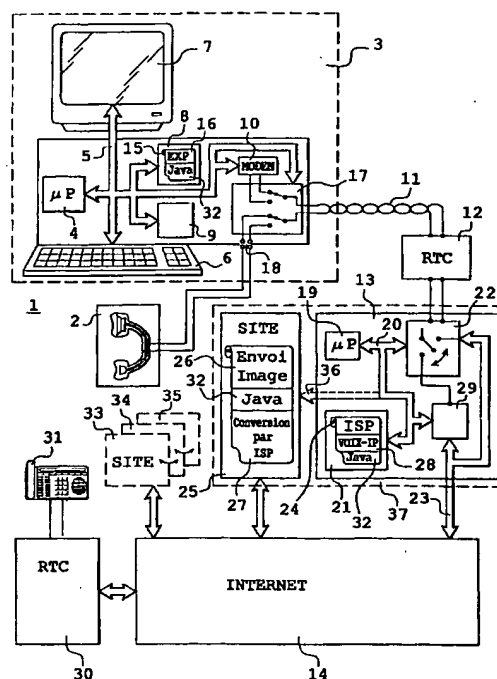 7
3
8
16
10
15
EXP
Java
MODEM
17
11
5
µP
4
32
9
12
RTC
6
18
1
2
13
19
20
22
SITE
µP
26
Envoi
Image
36
32
Java
29
34
35
33
Conversion
par
ISP
24
ISP
VOIX-IP
Java
28
31
SITE
25
27
21
32
37
23
RTC
INTERNET
30
14